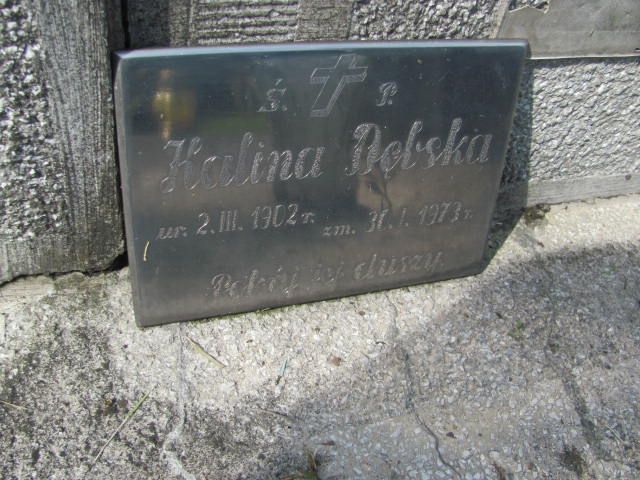 Ś. P.
Halina Dębska
ur. 2.III.1902 r. zm. 31.I.1973 r.
Pokój jej duszy